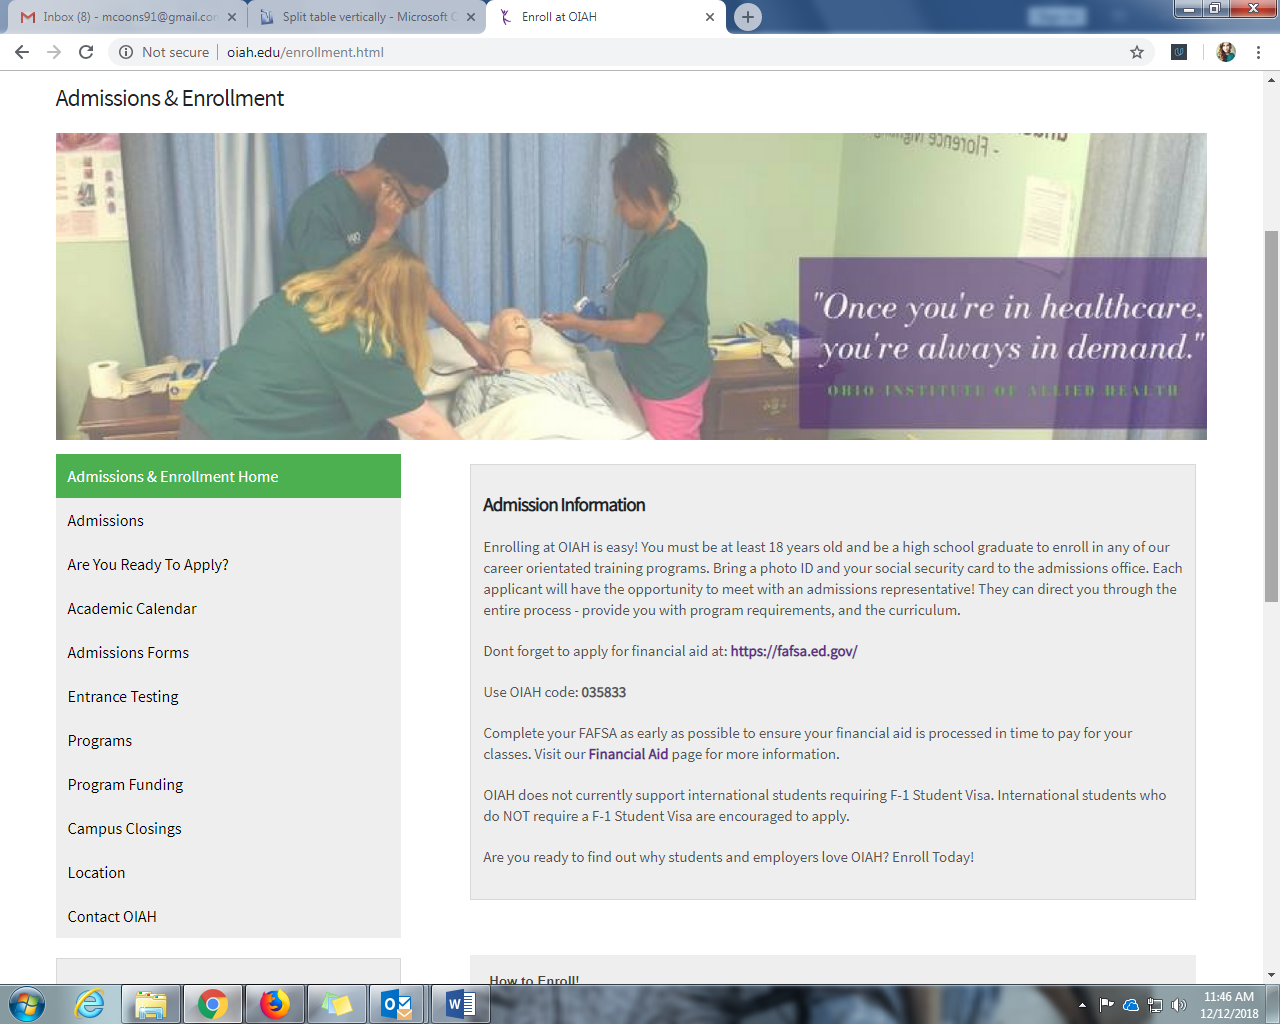 Inbox (8) - mcoons91@gmail.con
Split table vertically - Microsoft C
Enroll at OIAH
Not secure
oiah.edu/enrollment.html
Admissions & Enrollment
"Once you're in healthcare,
you're always in demand."
OHIO INSTITUTE OF ALLIED HEALTH
Admissions & Enrollment Home
Admissions
Are You Ready To Apply?
Academic Calendar
Admissions Forms
Entrance Testing
Programs
Program Funding
Campus Closings
Location
Contact OIAH
Admission Information
Enrolling at OIAH is easy! You must be at least 18 years old and be a high school graduate to enroll in any of our
career orientated training programs. Bring a photo ID and your social security card to the admissions office. Each
applicant will have the opportunity to meet with an admissions representative! They can direct you through the
entire process - provide you with program requirements, and the curriculum.
Dont forget to apply for financial aid at: https://fafsa.ed.gov/
Use OIAH code: 035833
Complete your FAFSA as early as possible to ensure your financial aid is processed in time to pay for your
classes. Visit our Financial Aid page for more information.
OIAH does not currently support international students requiring F-1 Student Visa. International students who
do NOT require a F-1 Student Visa are encouraged to apply.
Are you ready to find out why students and employers love OIAH? Enroll Today!
How to Enroll!
11:46 AM
12/12/2018